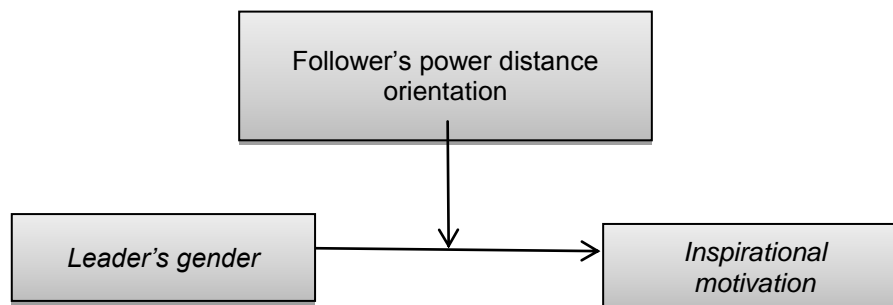 Follower’s power distance
orientation
Leader’s gender
Inspirational
motivation